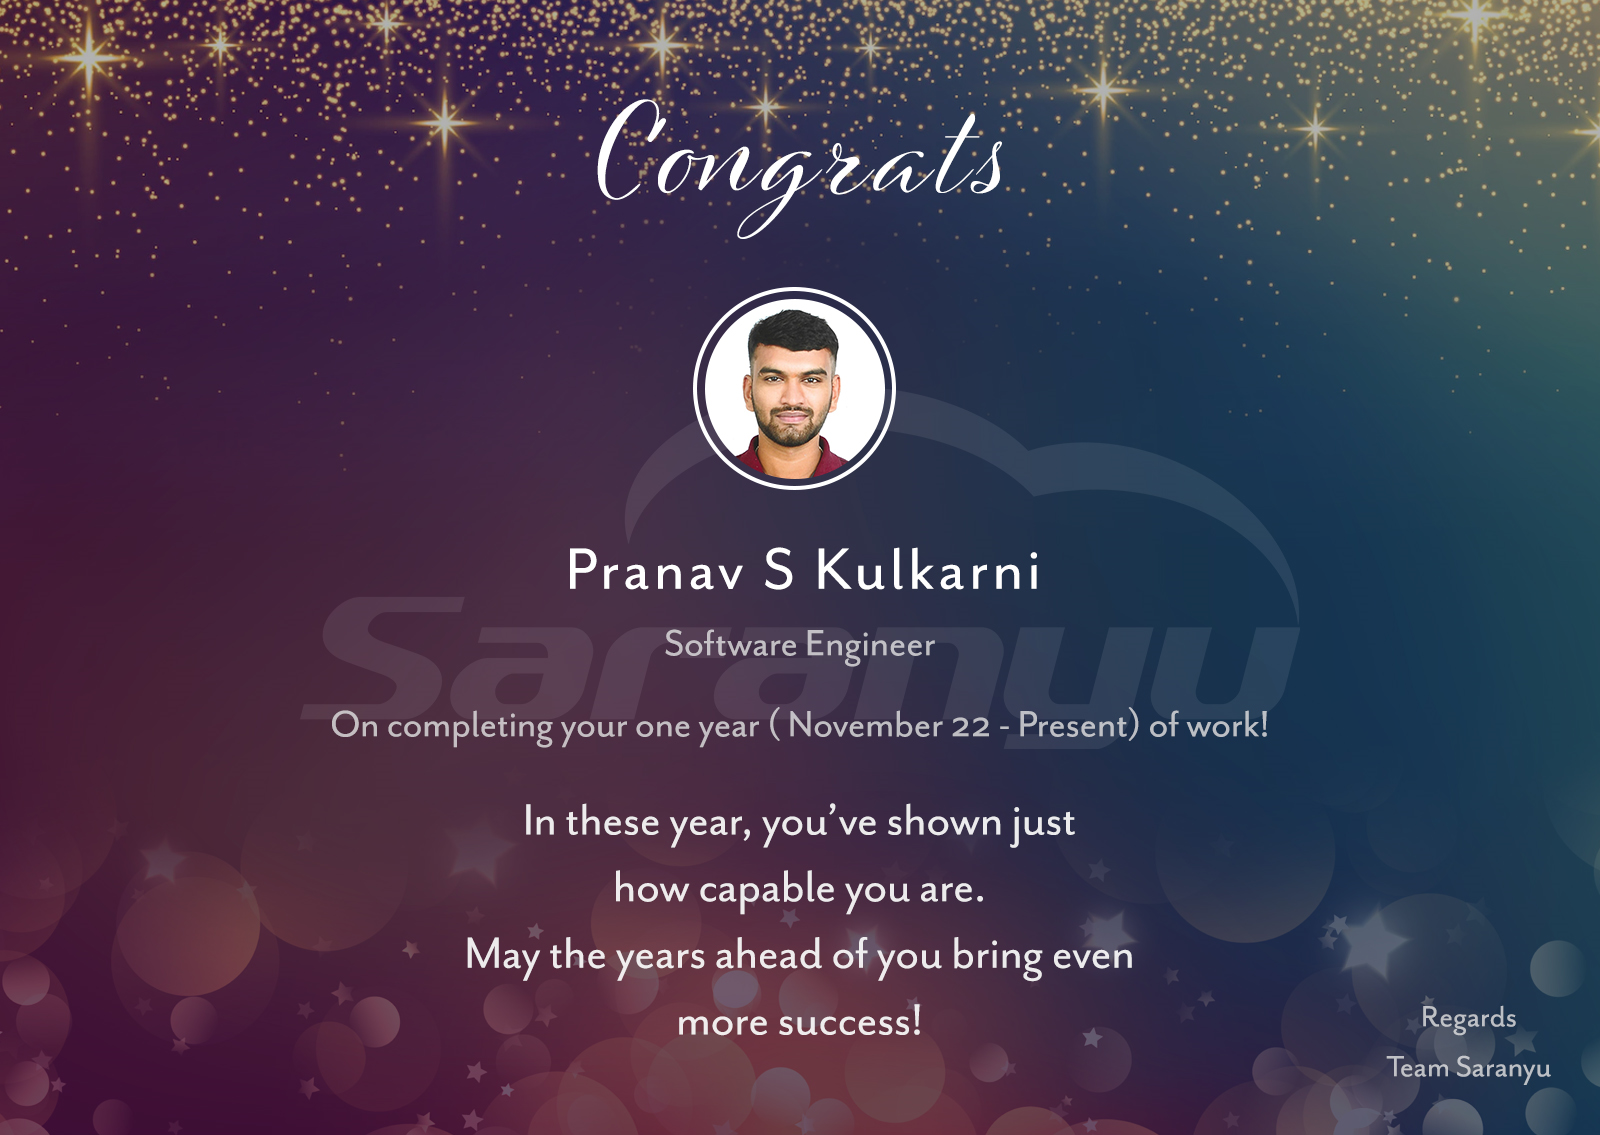 Congrats
Pranav S Kulkarni
Saranyu
Software Engineer
On completing your one year ( November 22 - Present) of work!
In these year, you’ve shown just
how capable you are.
May the years ahead of you bring even
more success!
Regards
Team Saranyu